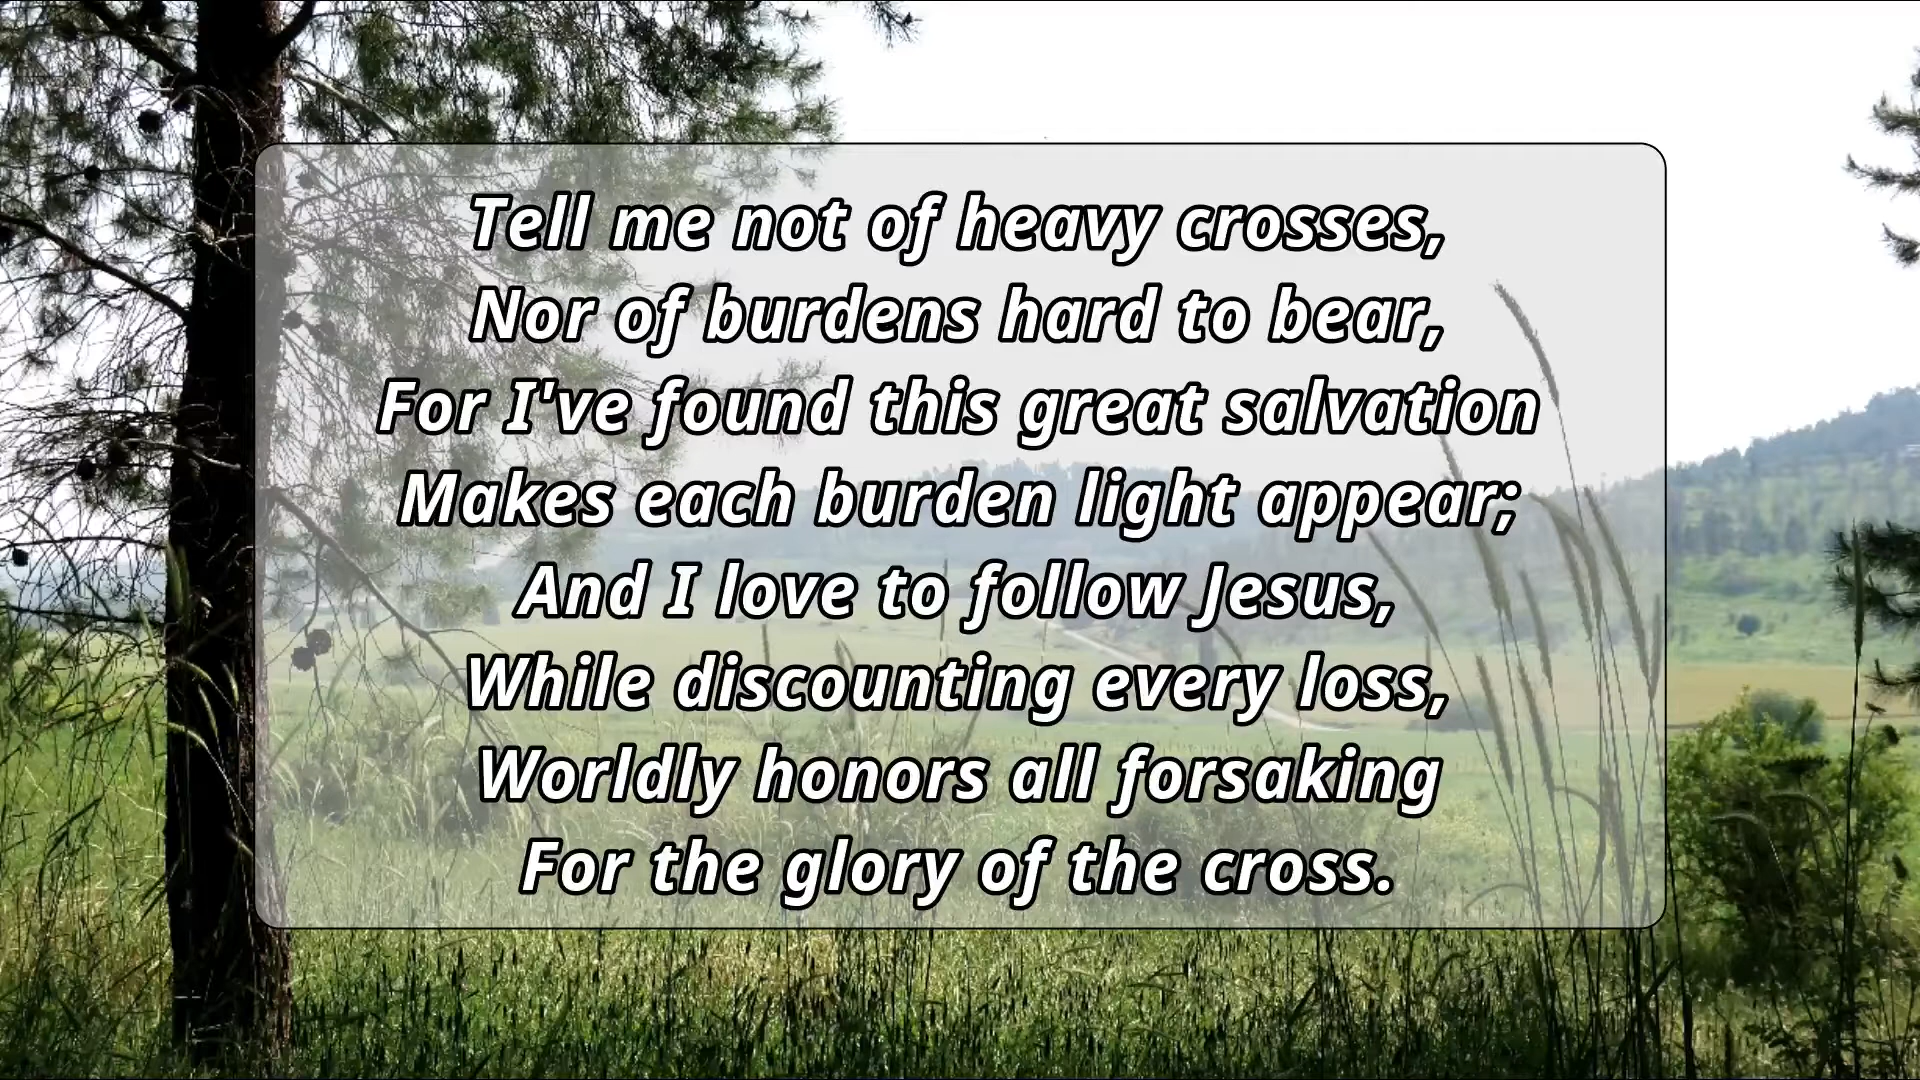 Tell me not of heavy crosses,
Nor of burdens hard to bear,
For I've found this great salvation
Makes each burden light appear;
And I love to follow Jesus,
While discounting every loss,
Worldly honors all forsaking
For the glory of the cross.